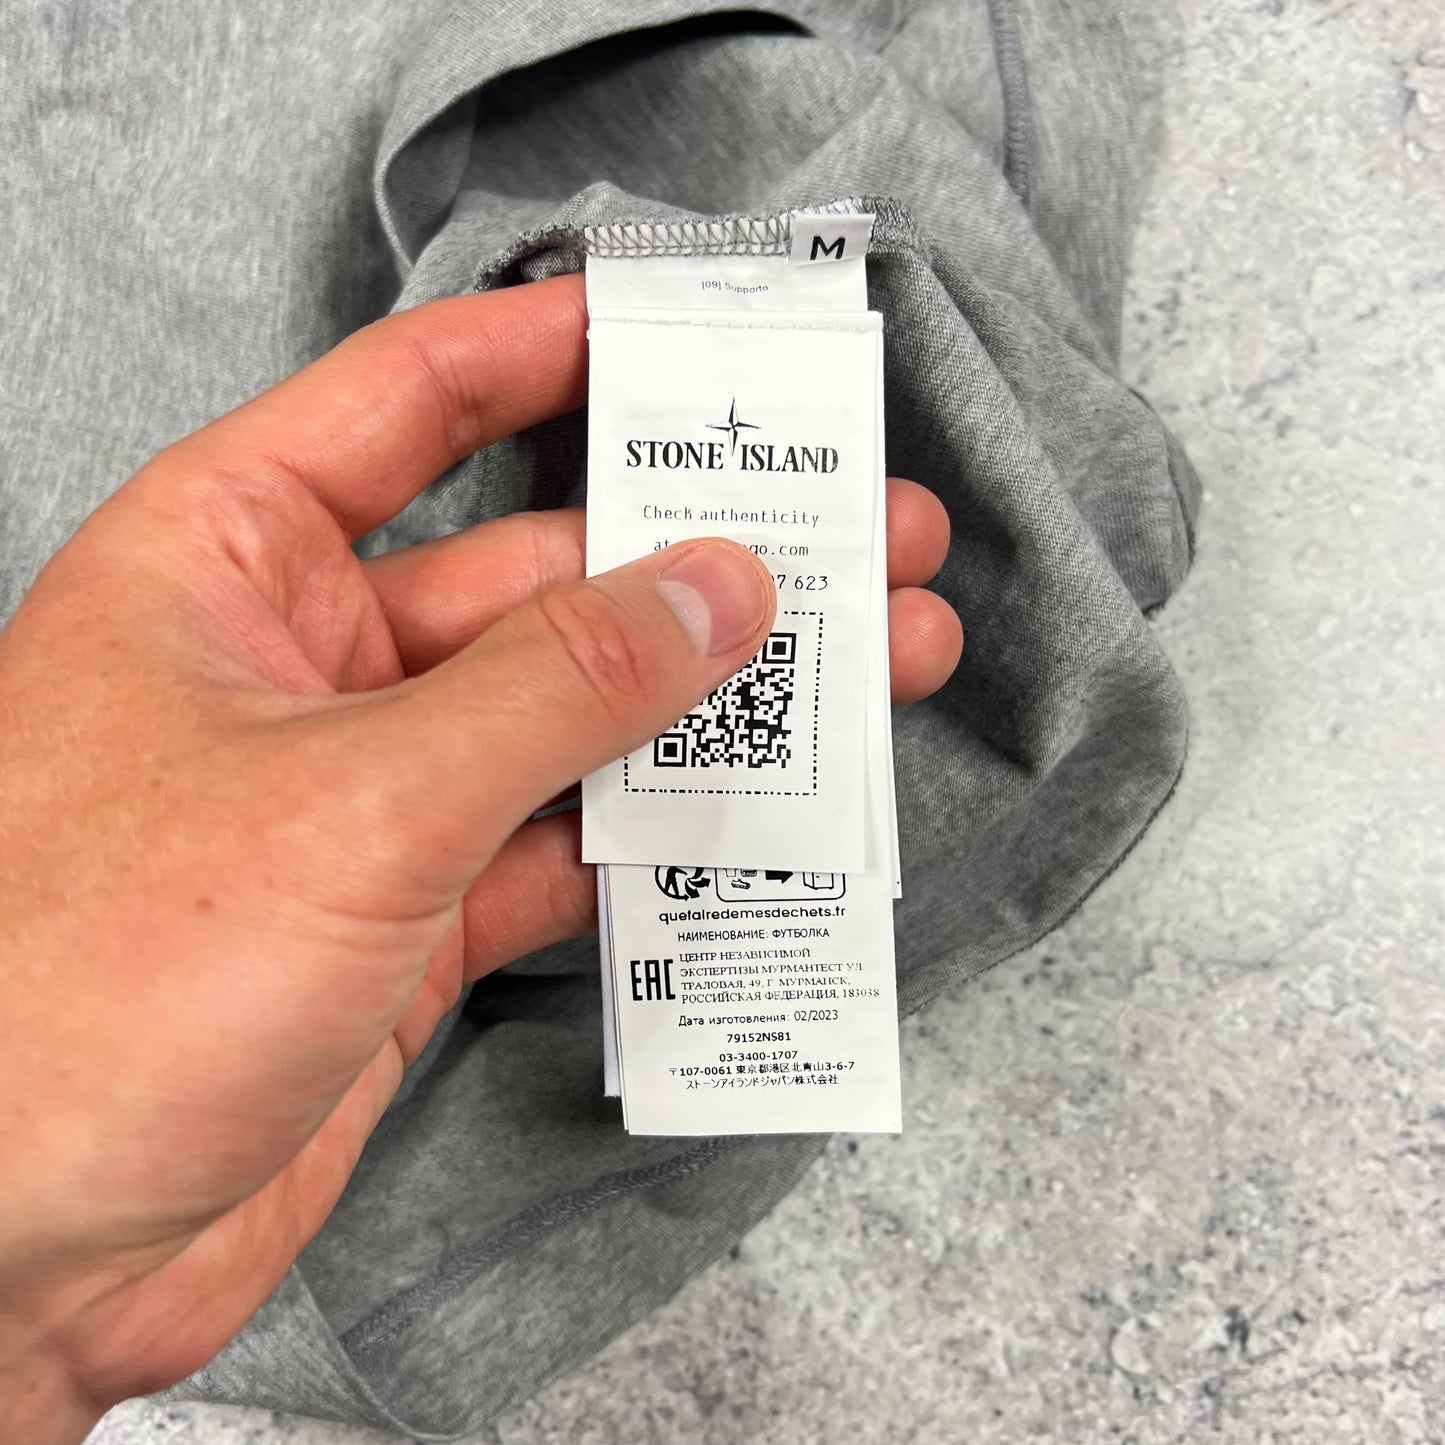 M
[09] Supporto
STONE ISLAND
Check authenticity
.com
623
quefairedemesdechets.fr
НАИМЕНОВАНИЕ: ФУТБОЛКА
EAC
ЦЕНТР НЕЗАВИСИМОЙ
ЭКСПЕРТИЗЫ МУРМАНТЕСТ УЛ.
ТРАЛОВАЯ, 49, Г. МУРМАНСК,
РОССИЙСКАЯ ФЕДЕРАЦИЯ, 183038
Дата изготовления: 02/2023
79152NS81
03-3400-1707
〒107-0061 東京都港区北青山3-6-7
ストーンアイランドジャパン株式会社